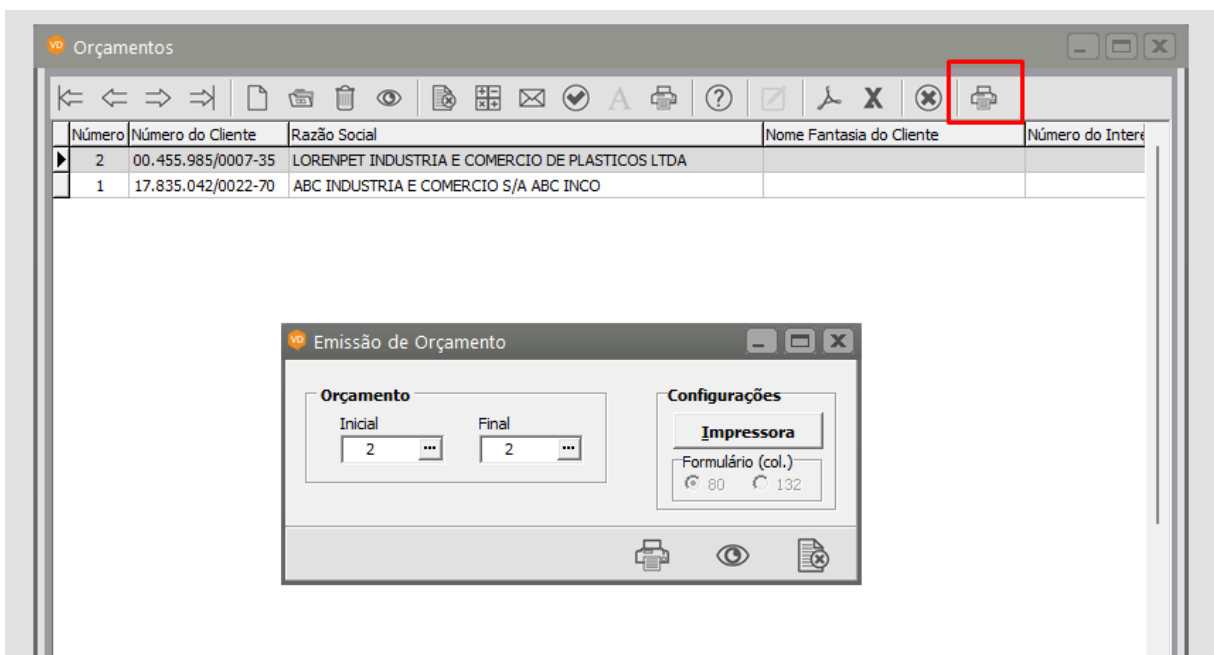 VD Orçamentos
A ? X
Número Número do Cliente Razão Social Nome Fantasia do Cliente Número do Intere
2 00.455.985/0007-35 LORENPET INDUSTRIA E COMERCIO DE PLASTICOS LTDA
1 17.835.042/0022-70 ABC INDUSTRIA E COMERCIO S/A ABC INCO
VD Emissão de Orçamento
Orçamento Configurações
Inicial Final
Impressora
2 ... 2 ...
Formulário (col.)
80 132